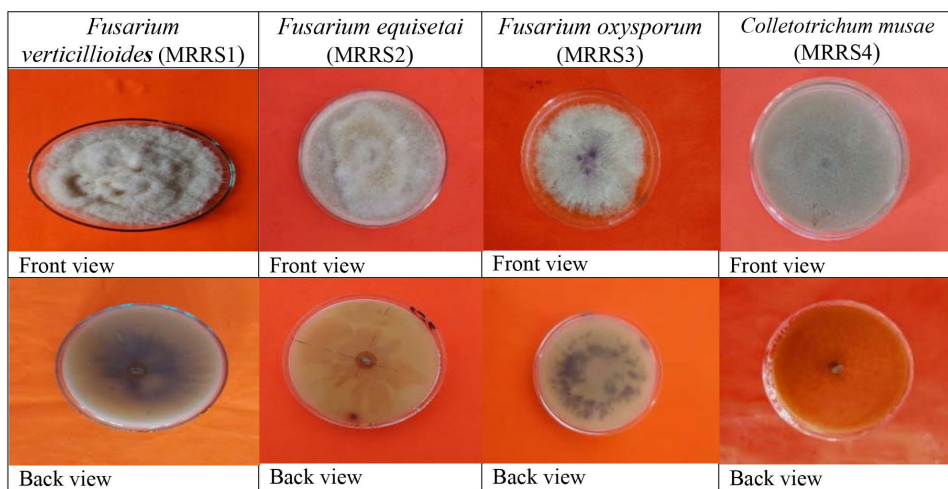 Fusarium
verticillioides (MRRS1)
Fusarium equisetai
(MRRS2)
Fusarium oxysporum
(MRRS3)
Colletotrichum musae
(MRRS4)
Front view
Front view
Front view
Front view
Back view
Back view
Back view
Back view